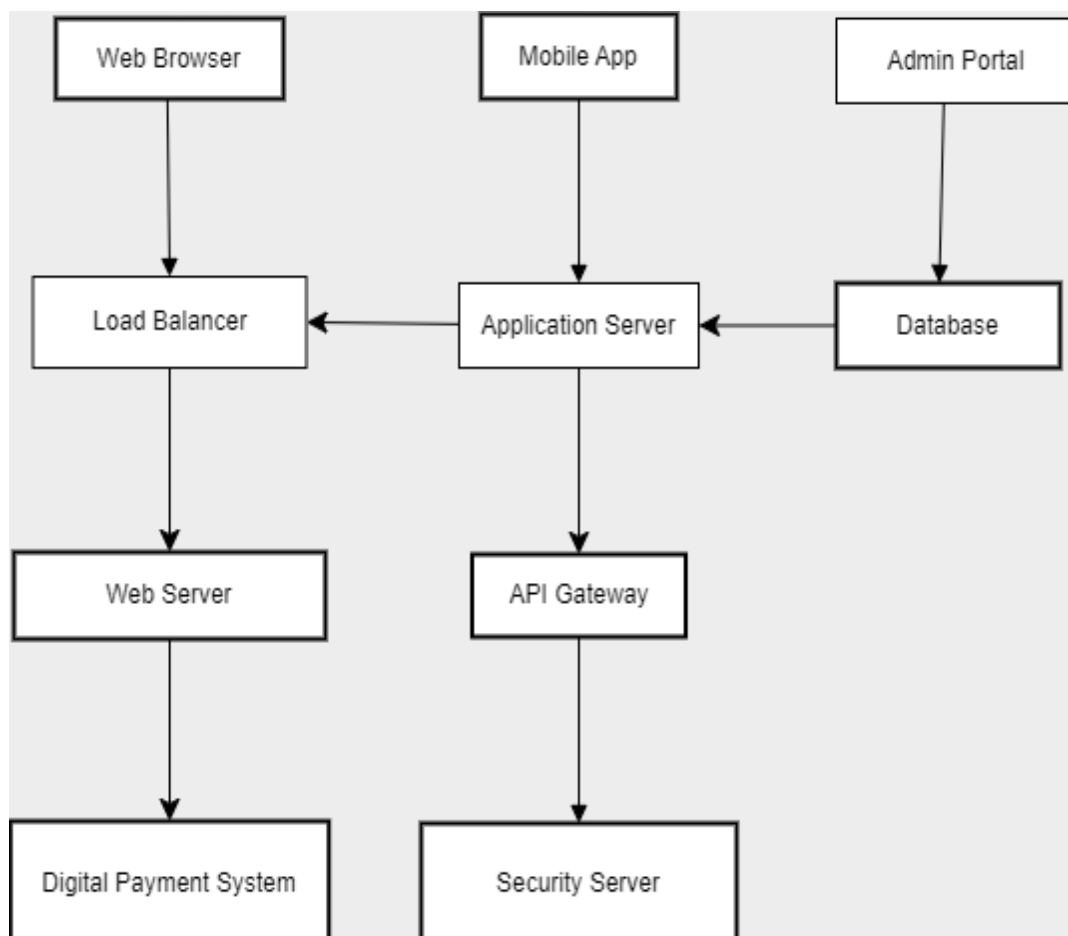 Web Browser
Mobile App
Admin Portal
Load Balancer
Application Server
Database
Web Server
API Gateway
Digital Payment System
Security Server